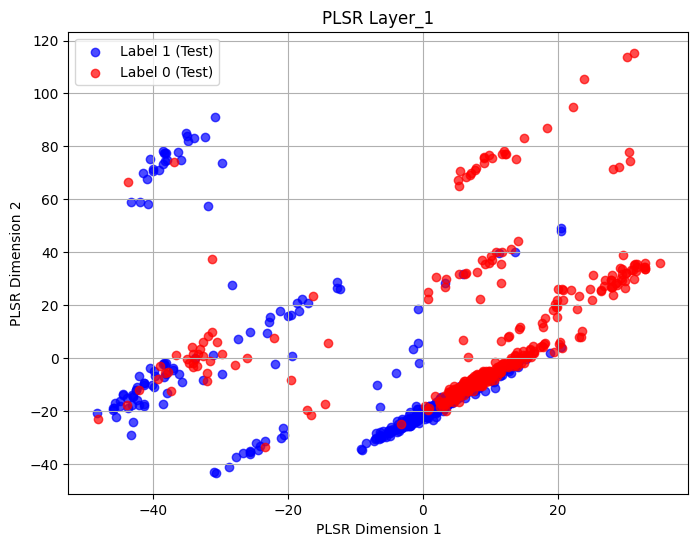 PLSR Layer_1
Label 1 (Test)
Label 0 (Test)
PLSR Dimension 2
120
100
80
60
40
20
0
−20
−40
−40
−20
0
20
PLSR Dimension 1